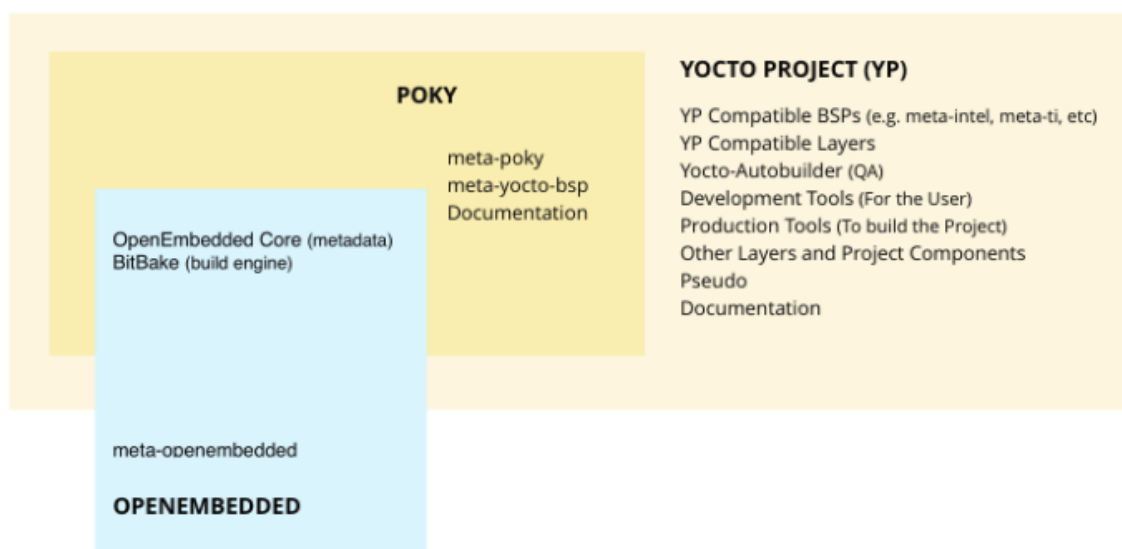 POKY
meta-poky
meta-yocto-bsp
Documentation
OpenEmbedded Core (metadata)
BitBake (build engine)
meta-openembedded
OPENEMBEDDED
YOCTO PROJECT (YP)
YP Compatible BSPs (e.g. meta-intel, meta-ti, etc)
YP Compatible Layers
Yocto-Autobuilder (QA)
Development Tools (For the User)
Production Tools (To build the Project)
Other Layers and Project Components
Pseudo
Documentation